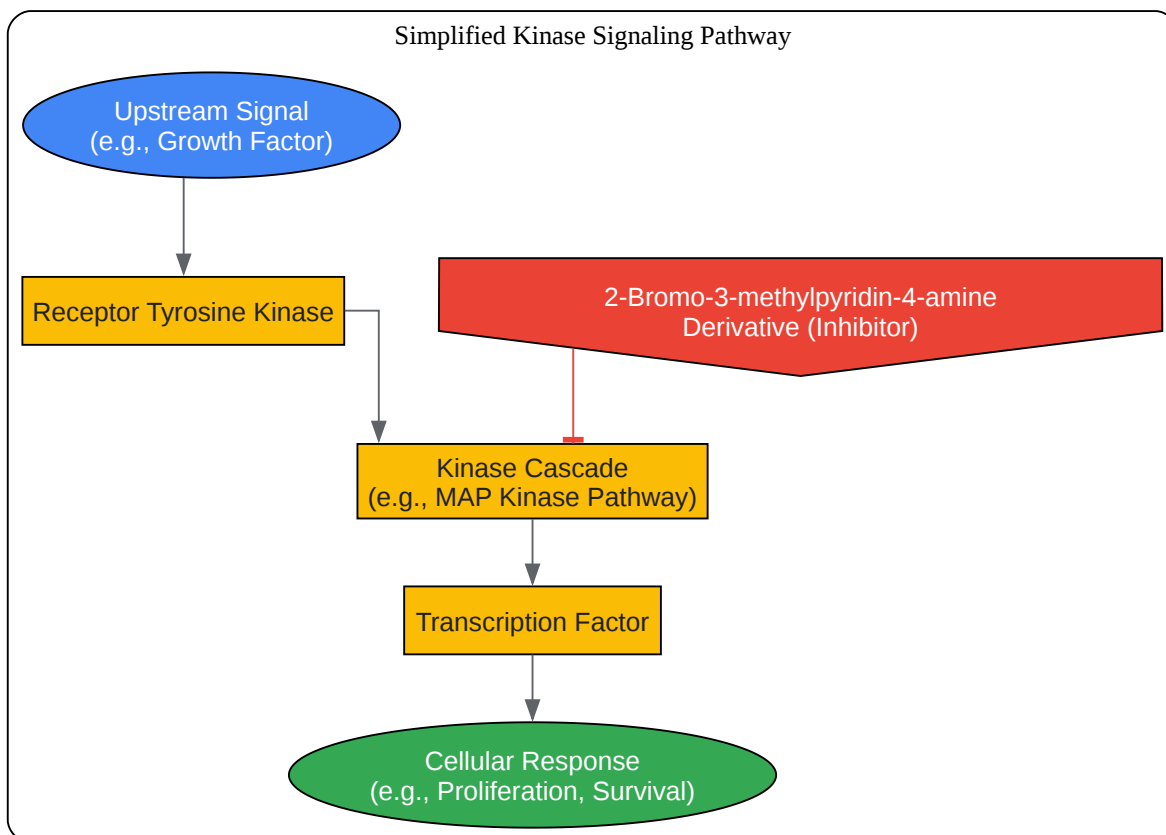 Simplified Kinase Signaling Pathway
Upstream Signal
(e.g., Growth Factor)
Receptor Tyrosine Kinase
2-Bromo-3-methylpyridin-4-amine
Derivative (Inhibitor)
Kinase Cascade
(e.g., MAP Kinase Pathway)
Transcription Factor
Cellular Response
(e.g., Proliferation, Survival)